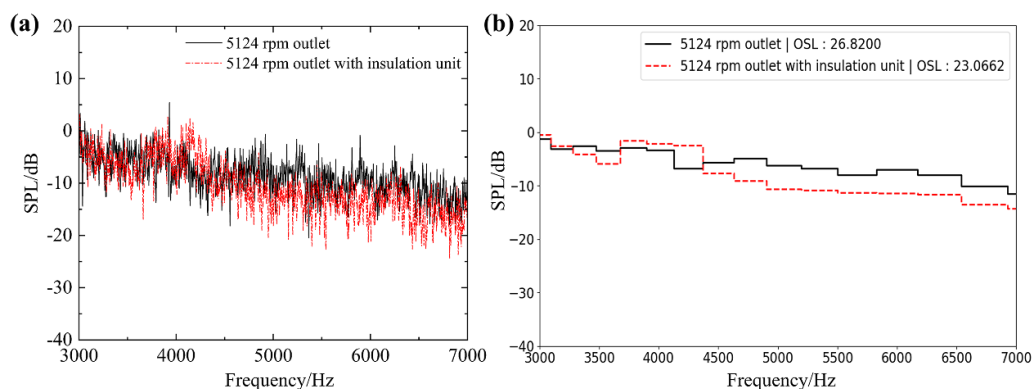 (a)
20
10
0
−10
−20
−30
−40
SPL/dB
5124 rpm outlet
5124 rpm outlet with insulation unit
3000 4000 5000 6000 7000
Frequency/Hz
(b)
20
10
0
−10
−20
−30
−40
SPL/dB
5124 rpm outlet | OSL : 26.8200
5124 rpm outlet with insulation unit | OSL : 23.0662
3000 3500 4000 4500 5000 5500 6000 6500 7000
Frequency/Hz